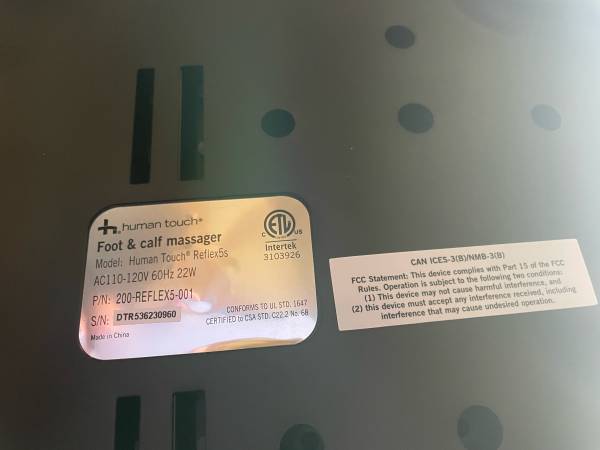 human touch®
Foot & calf massager
Model: Human Touch® Reflex5s
AC110-120V 60Hz 22W
P/N: 200-REFLEX5-001
S/N: DTR536230960
Made in China
C ETL US
Intertek
3103926
CONFORMS TO UL STD. 1647
CERTIFIED to CSA STD. C22.2 No. 68
CAN ICES-3(B)/NMB-3(B)
FCC Statement: This device complies with Part 15 of the FCC
Rules. Operation is subject to the following two conditions:
(1) This device may not cause harmful interference, and
(2) this device must accept any interference received, including
interference that may cause undesired operation.